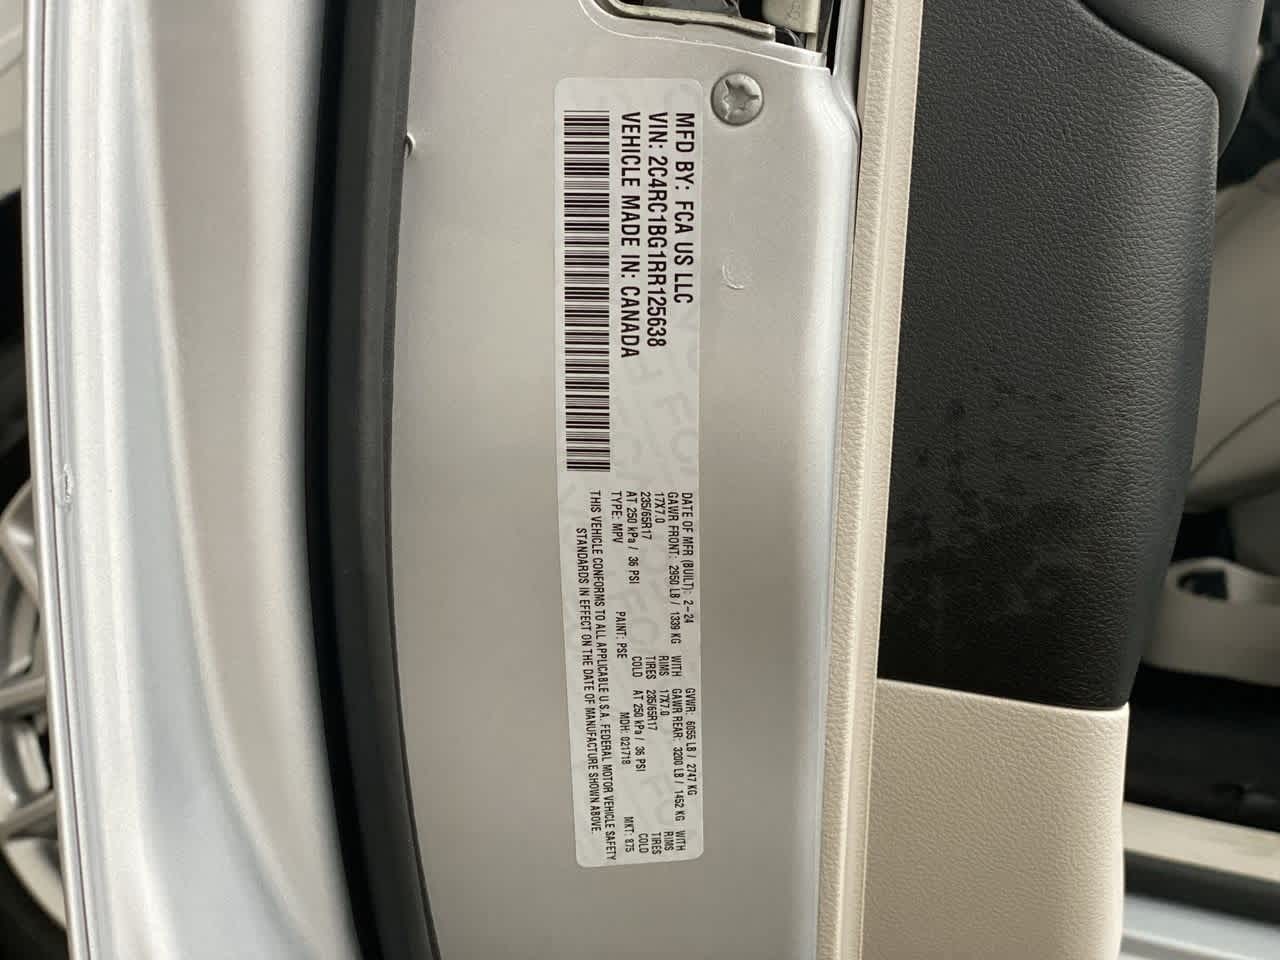 MFD BY: FCA US LLC
VIN: 2C4RC1BG1RR125638
VEHICLE MADE IN: CANADA
DATE OF MFR (BUILT): 2-24 GVWR: 6055 LB / 2747 KG
GAWR FRONT: 2950 LB / 1339 KG WITH GAWR REAR: 3200 LB / 1452 KG WITH
17X7.0 RIMS 17X7.0 RIMS
235/65R17 TIRES 235/65R17 TIRES
AT 250 kPa / 36 PSI COLD AT 250 kPa / 36 PSI COLD
TYPE: MPV PAINT: PSE MDH: 021718 MKT: 875
THIS VEHICLE CONFORMS TO ALL APPLICABLE U.S.A. FEDERAL MOTOR VEHICLE SAFETY
STANDARDS IN EFFECT ON THE DATE OF MANUFACTURE SHOWN ABOVE.